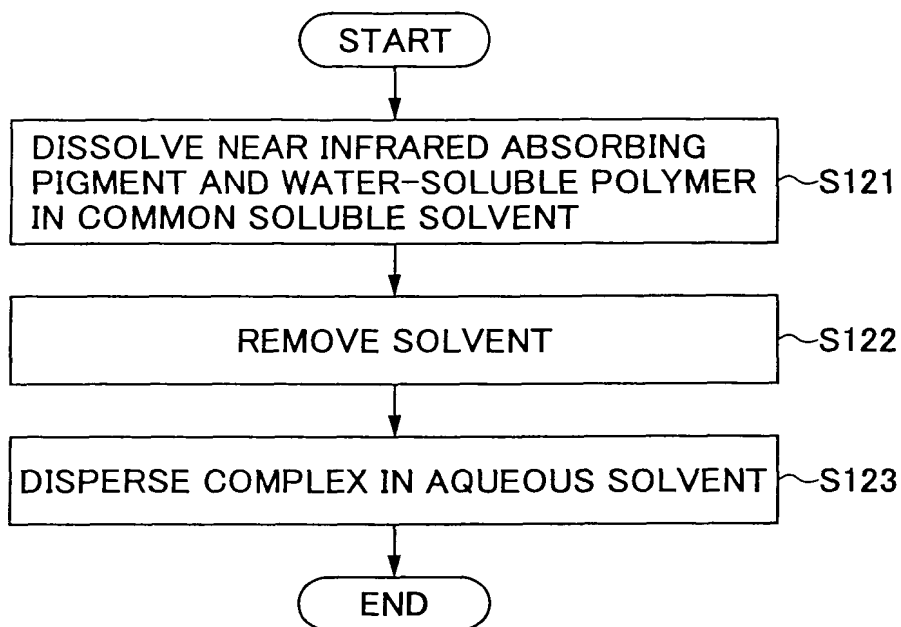 START
DISSOLVE NEAR INFRARED ABSORBING
PIGMENT AND WATER-SOLUBLE POLYMER
IN COMMON SOLUBLE SOLVENT
S121
REMOVE SOLVENT
S122
DISPERSE COMPLEX IN AQUEOUS SOLVENT
S123
END